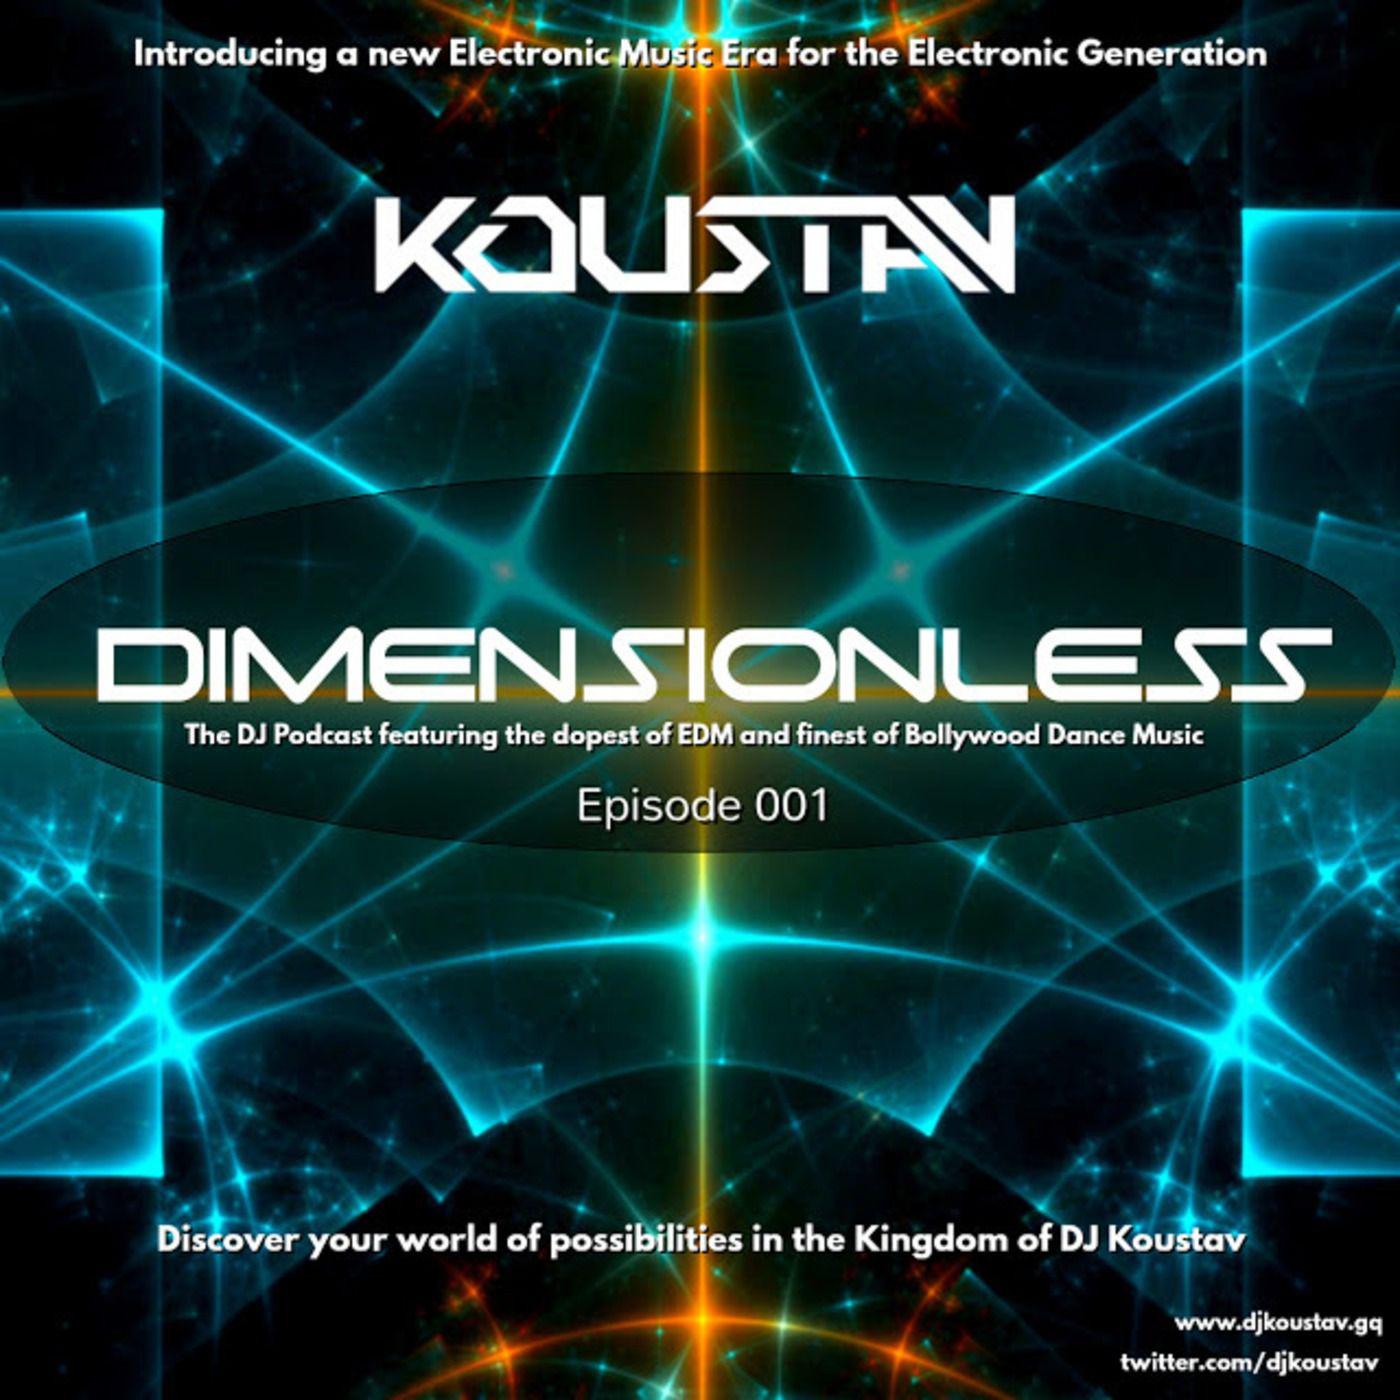 Introducing a new Electronic Music Era for the Electronic Generation
KOUSTAV
DIMENSIONLESS
The DJ Podcast featuring the dopest of EDM and finest of Bollywood Dance Music
Episode 001
Discover your world of possibilities in the Kingdom of DJ Koustav
www.djkoustav.gq
twitter.com/djkoustav